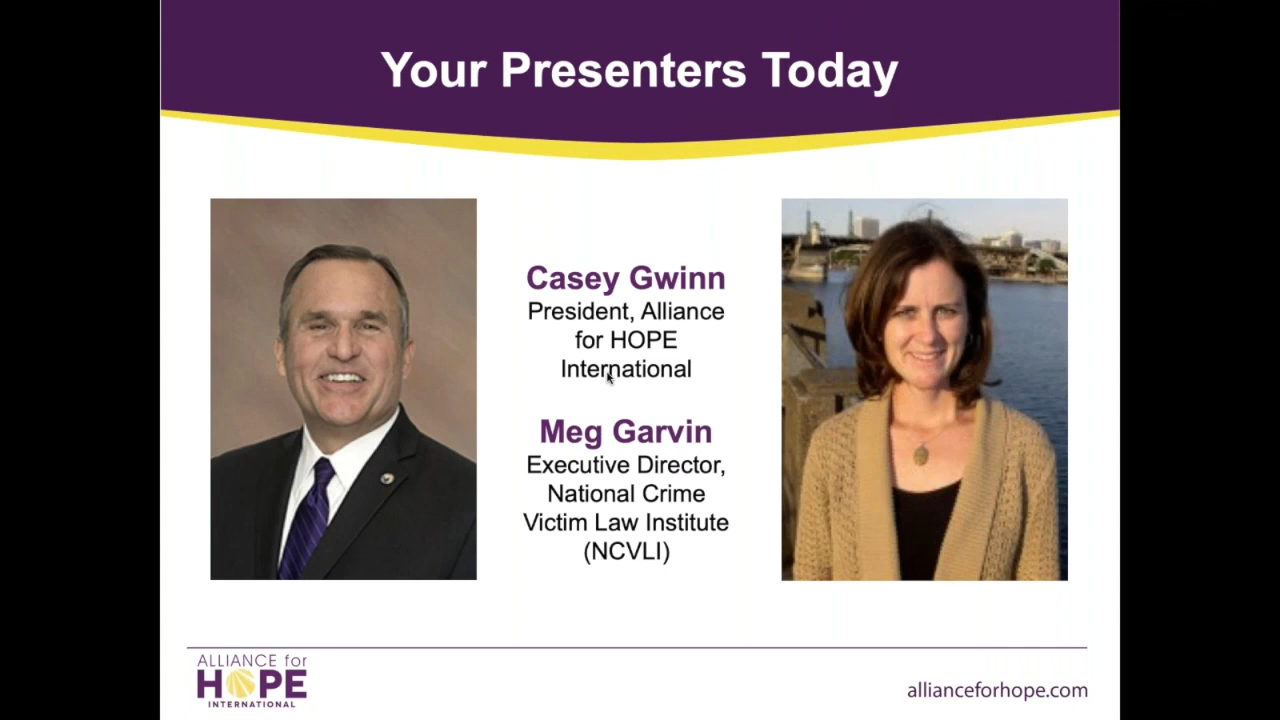 Your Presenters Today
Casey Gwinn
President, Alliance
for HOPE
International
Meg Garvin
Executive Director,
National Crime
Victim Law Institute
(NCVLI)
ALLIANCE for
HOPE
INTERNATIONAL
allianceforhope.com